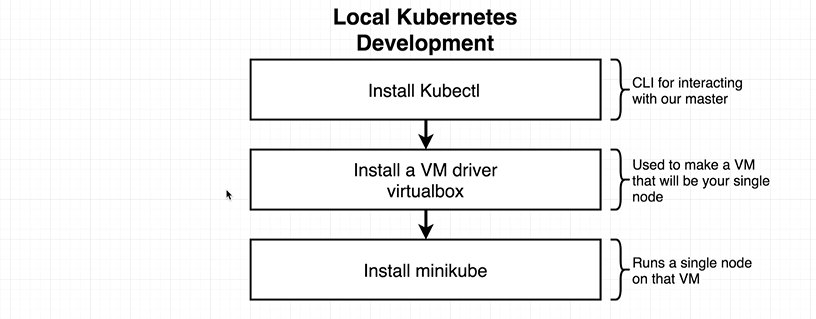 Local Kubernetes
Development
Install Kubectl
CLI for interacting
with our master
Install a VM driver
virtualbox
Used to make a VM
that will be your single
node
Install minikube
Runs a single node
on that VM